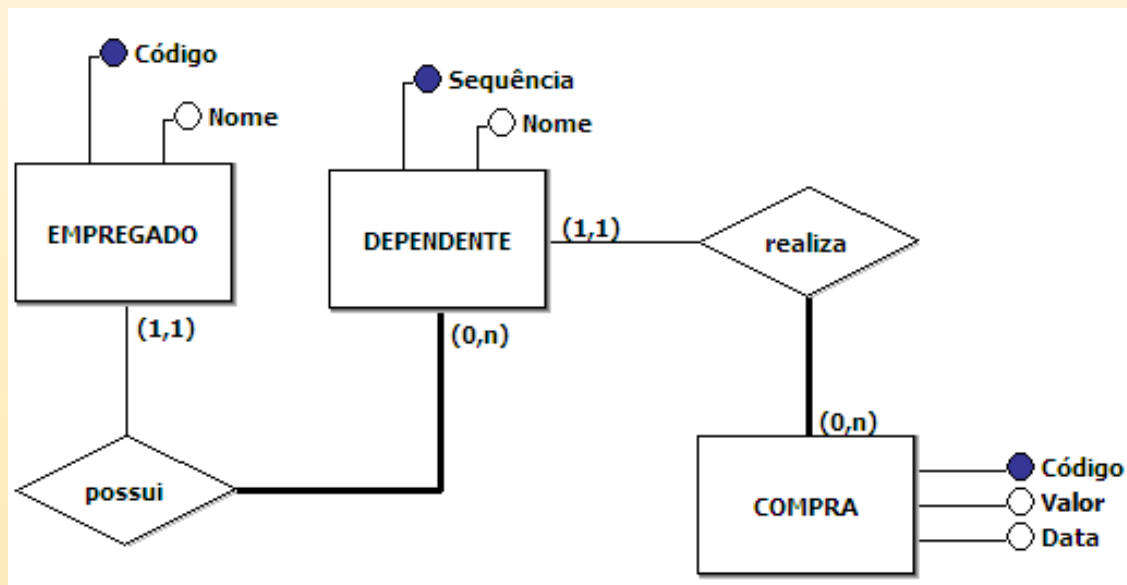 Código
Nome
EMPREGADO
(1,1)
possui
Sequência
Nome
DEPENDENTE
(0,n)
(1,1)
realiza
(0,n)
COMPRA
Código
Valor
Data